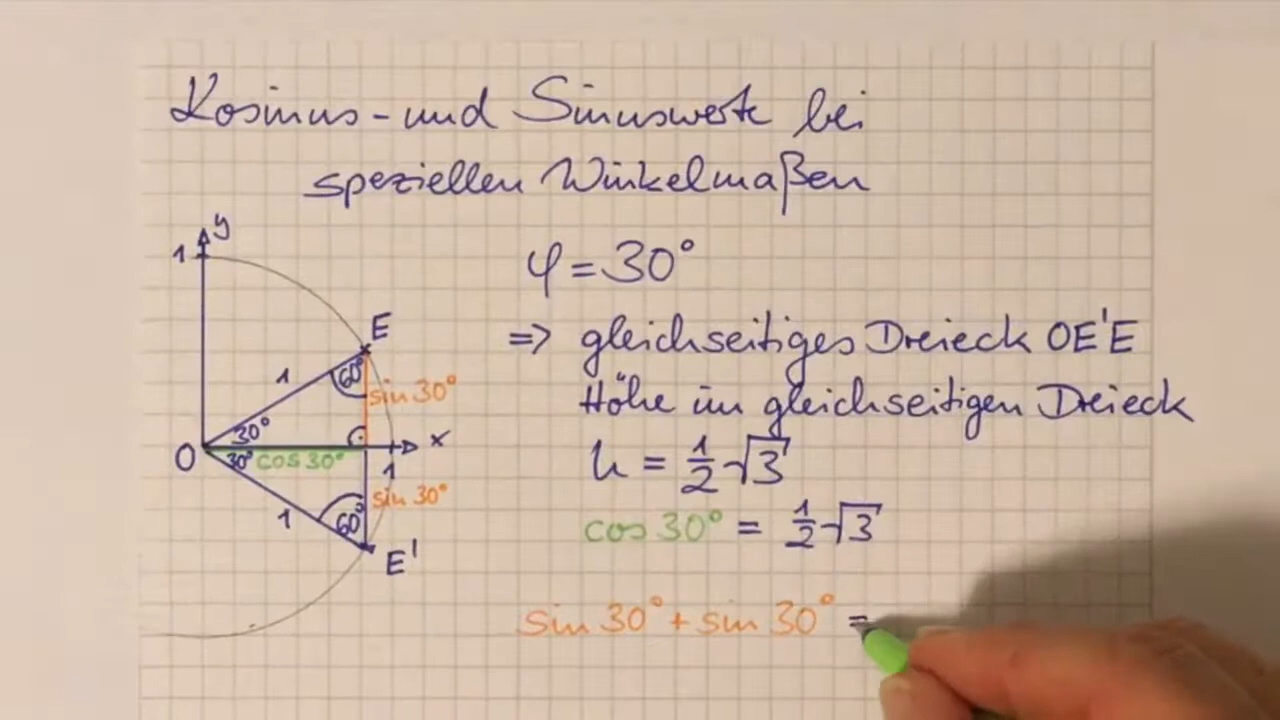 Kosinus- und Sinuswerte bei
speziellen Winkelmaßen
y
1
φ = 30°
E
=> gleichseitiges Dreieck OE'E
1
60°
sin 30°
Höhe im gleichseitigen Dreieck
30°
x
O
30°
cos 30°
1
h = 1/2 √3
sin 30°
1
60°
cos 30° = 1/2 √3
E'
sin 30° + sin 30° =